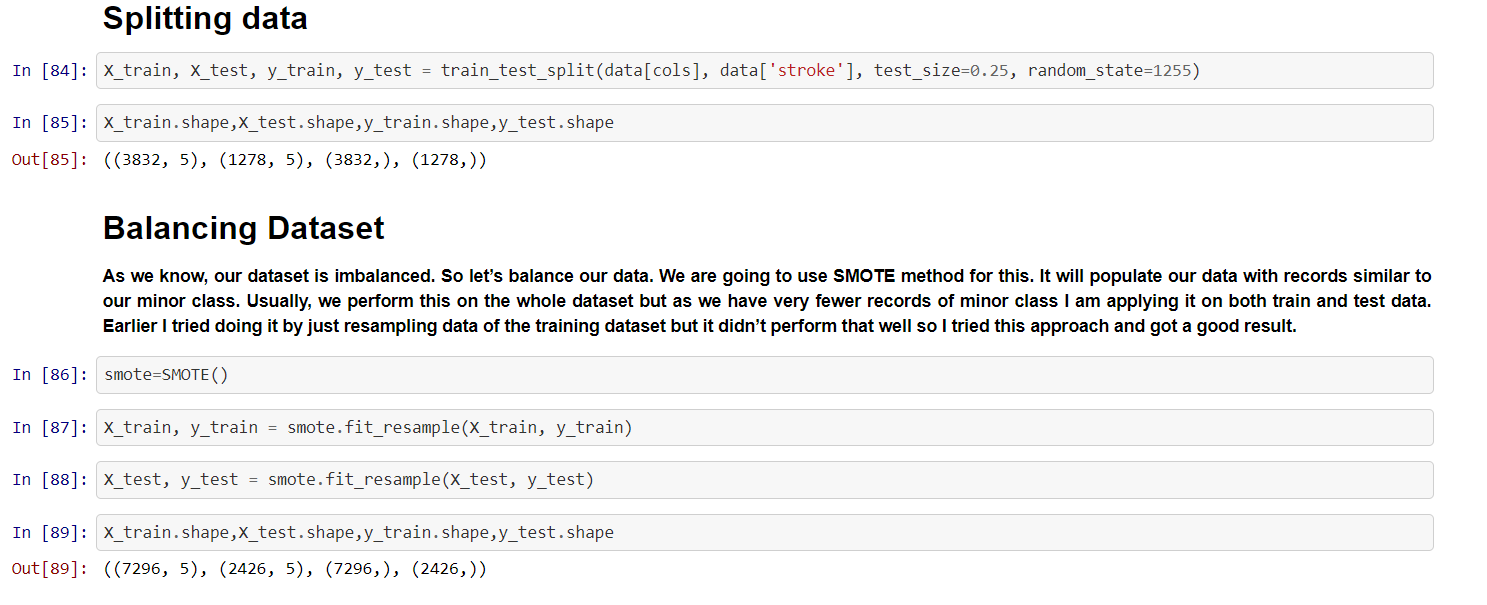 Splitting data
In [84]: X_train, X_test, y_train, y_test = train_test_split(data[cols], data['stroke'], test_size=0.25, random_state=1255)
In [85]: X_train.shape,X_test.shape,y_train.shape,y_test.shape
Out[85]: ((3832, 5), (1278, 5), (3832,), (1278,))
Balancing Dataset
As we know, our dataset is imbalanced. So let’s balance our data. We are going to use SMOTE method for this. It will populate our data with records similar to
our minor class. Usually, we perform this on the whole dataset but as we have very fewer records of minor class I am applying it on both train and test data.
Earlier I tried doing it by just resampling data of the training dataset but it didn’t perform that well so I tried this approach and got a good result.
In [86]: smote=SMOTE()
In [87]: X_train, y_train = smote.fit_resample(X_train, y_train)
In [88]: X_test, y_test = smote.fit_resample(X_test, y_test)
In [89]: X_train.shape,X_test.shape,y_train.shape,y_test.shape
Out[89]: ((7296, 5), (2426, 5), (7296,), (2426,))